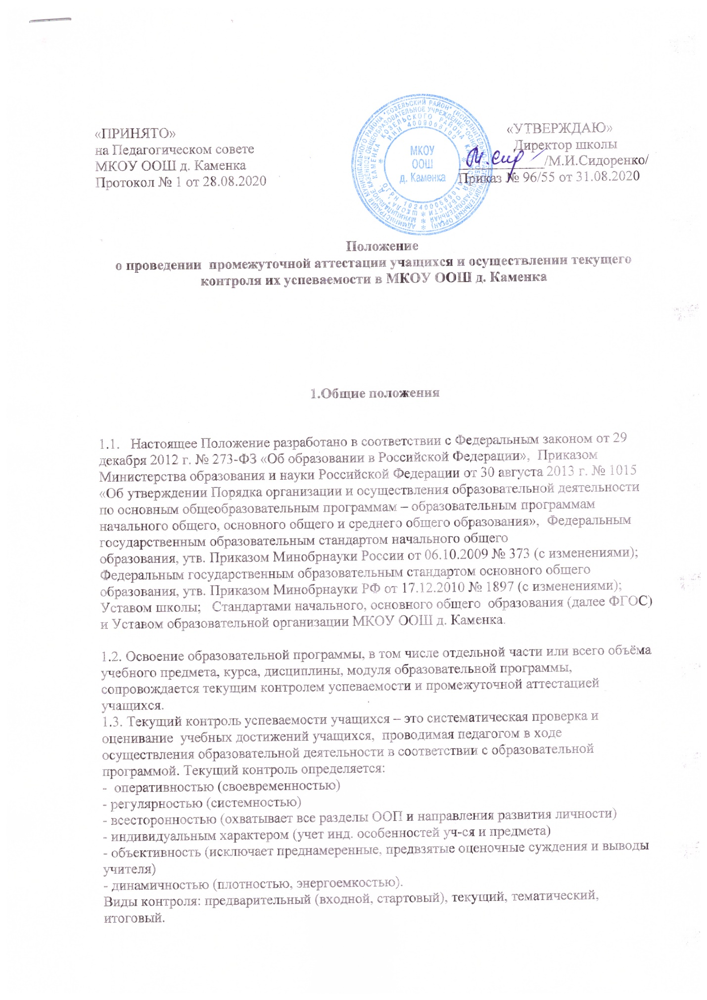 «ПРИНЯТО»
на Педагогическом совете
МКОУ ООШ д. Каменка
Протокол № 1 от 28.08.2020
МКОУ
ООШ
д. Каменка
«УТВЕРЖДАЮ»
Директор школы
М.Сид /М.И.Сидоренко/
Приказ № 96/55 от 31.08.2020
Положение
о проведении промежуточной аттестации учащихся и осуществлении текущего
контроля их успеваемости в МКОУ ООШ д. Каменка
1.Общие положения
1.1. Настоящее Положение разработано в соответствии с Федеральным законом от 29
декабря 2012 г. № 273-ФЗ «Об образовании в Российской Федерации», Приказом
Министерства образования и науки Российской Федерации от 30 августа 2013 г. № 1015
«Об утверждении Порядка организации и осуществления образовательной деятельности
по основным общеобразовательным программам – образовательным программам
начального общего, основного общего и среднего общего образования», Федеральным
государственным образовательным стандартом начального общего
образования, утв. Приказом Минобрнауки России от 06.10.2009 № 373 (с изменениями);
Федеральным государственным образовательным стандартом основного общего
образования, утв. Приказом Минобрнауки РФ от 17.12.2010 № 1897 (с изменениями);
Уставом школы; Стандартами начального, основного общего образования (далее ФГОС)
и Уставом образовательной организации МКОУ ООШ д. Каменка.
1.2. Освоение образовательной программы, в том числе отдельной части или всего объёма
учебного предмета, курса, дисциплины, модуля образовательной программы,
сопровождается текущим контролем успеваемости и промежуточной аттестацией
учащихся.
1.3. Текущий контроль успеваемости учащихся – это систематическая проверка и
оценивание учебных достижений учащихся, проводимая педагогом в ходе
осуществления образовательной деятельности в соответствии с образовательной
программой. Текущий контроль определяется:
- оперативностью (своевременностью)
- регулярностью (системностью)
- всесторонностью (охватывает все разделы ООП и направления развития личности)
- индивидуальным характером (учет инд. особенностей уч-ся и предмета)
- объективность (исключает преднамеренные, предвзятые оценочные суждения и выводы
учителя)
- динамичностью (плотностью, энергоемкостью).
Виды контроля: предварительный (входной, стартовый), текущий, тематический,
итоговый.